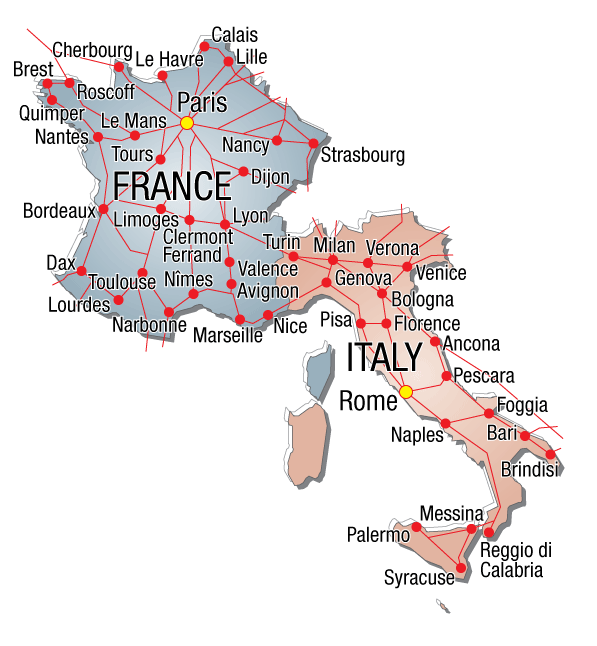 Calais
Cherbourg
Le Havre
Lille
Brest
Roscoff
Paris
Quimper
Le Mans
Nantes
Nancy
Strasbourg
Tours
Dijon
FRANCE
Bordeaux
Limoges
Lyon
Clermont
Ferrand
Turin
Milan
Verona
Dax
Toulouse
Nîmes
Valence
Genova
Venice
Avignon
Lourdes
Bologna
Narbonne
Marseille
Nice
Pisa
Florence
Ancona
ITALY
Pescara
Rome
Foggia
Naples
Bari
Brindisi
Messina
Palermo
Reggio di
Calabria
Syracuse